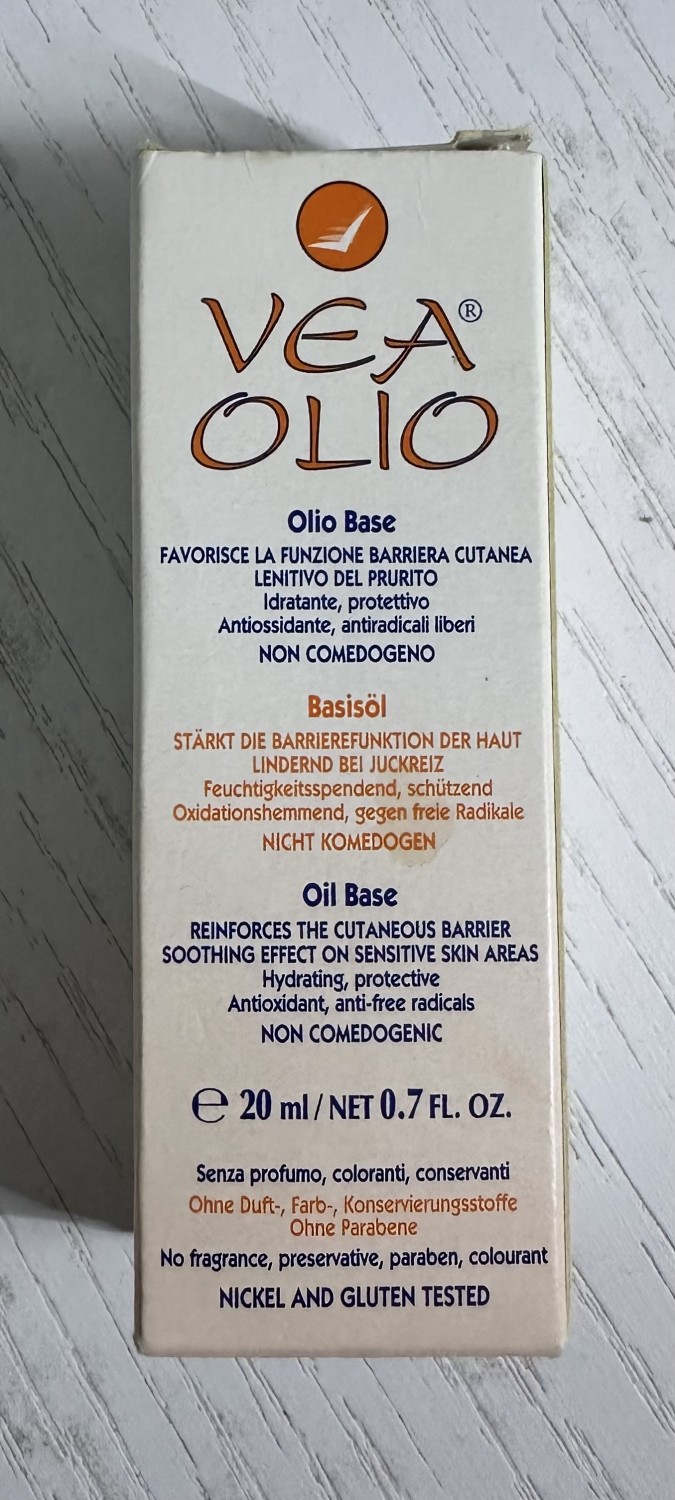 VEA®
OLIO
Olio Base
FAVORISCE LA FUNZIONE BARRIERA CUTANEA
LENITIVO DEL PRURITO
Idratante, protettivo
Antiossidante, antiradicali liberi
NON COMEDOGENO
Basisöl
STÄRKT DIE BARRIEREFUNKTION DER HAUT
LINDERND BEI JUCKREIZ
Feuchtigkeitsspendend, schützend
Oxidationshemmend, gegen freie Radikale
NICHT KOMEDOGEN
Oil Base
REINFORCES THE CUTANEOUS BARRIER
SOOTHING EFFECT ON SENSITIVE SKIN AREAS
Hydrating, protective
Antioxidant, anti-free radicals
NON COMEDOGENIC
℮ 20 ml / NET 0.7 FL. OZ.
Senza profumo, coloranti, conservanti
Ohne Duft-, Farb-, Konservierungsstoffe
Ohne Parabene
No fragrance, preservative, paraben, colourant
NICKEL AND GLUTEN TESTED